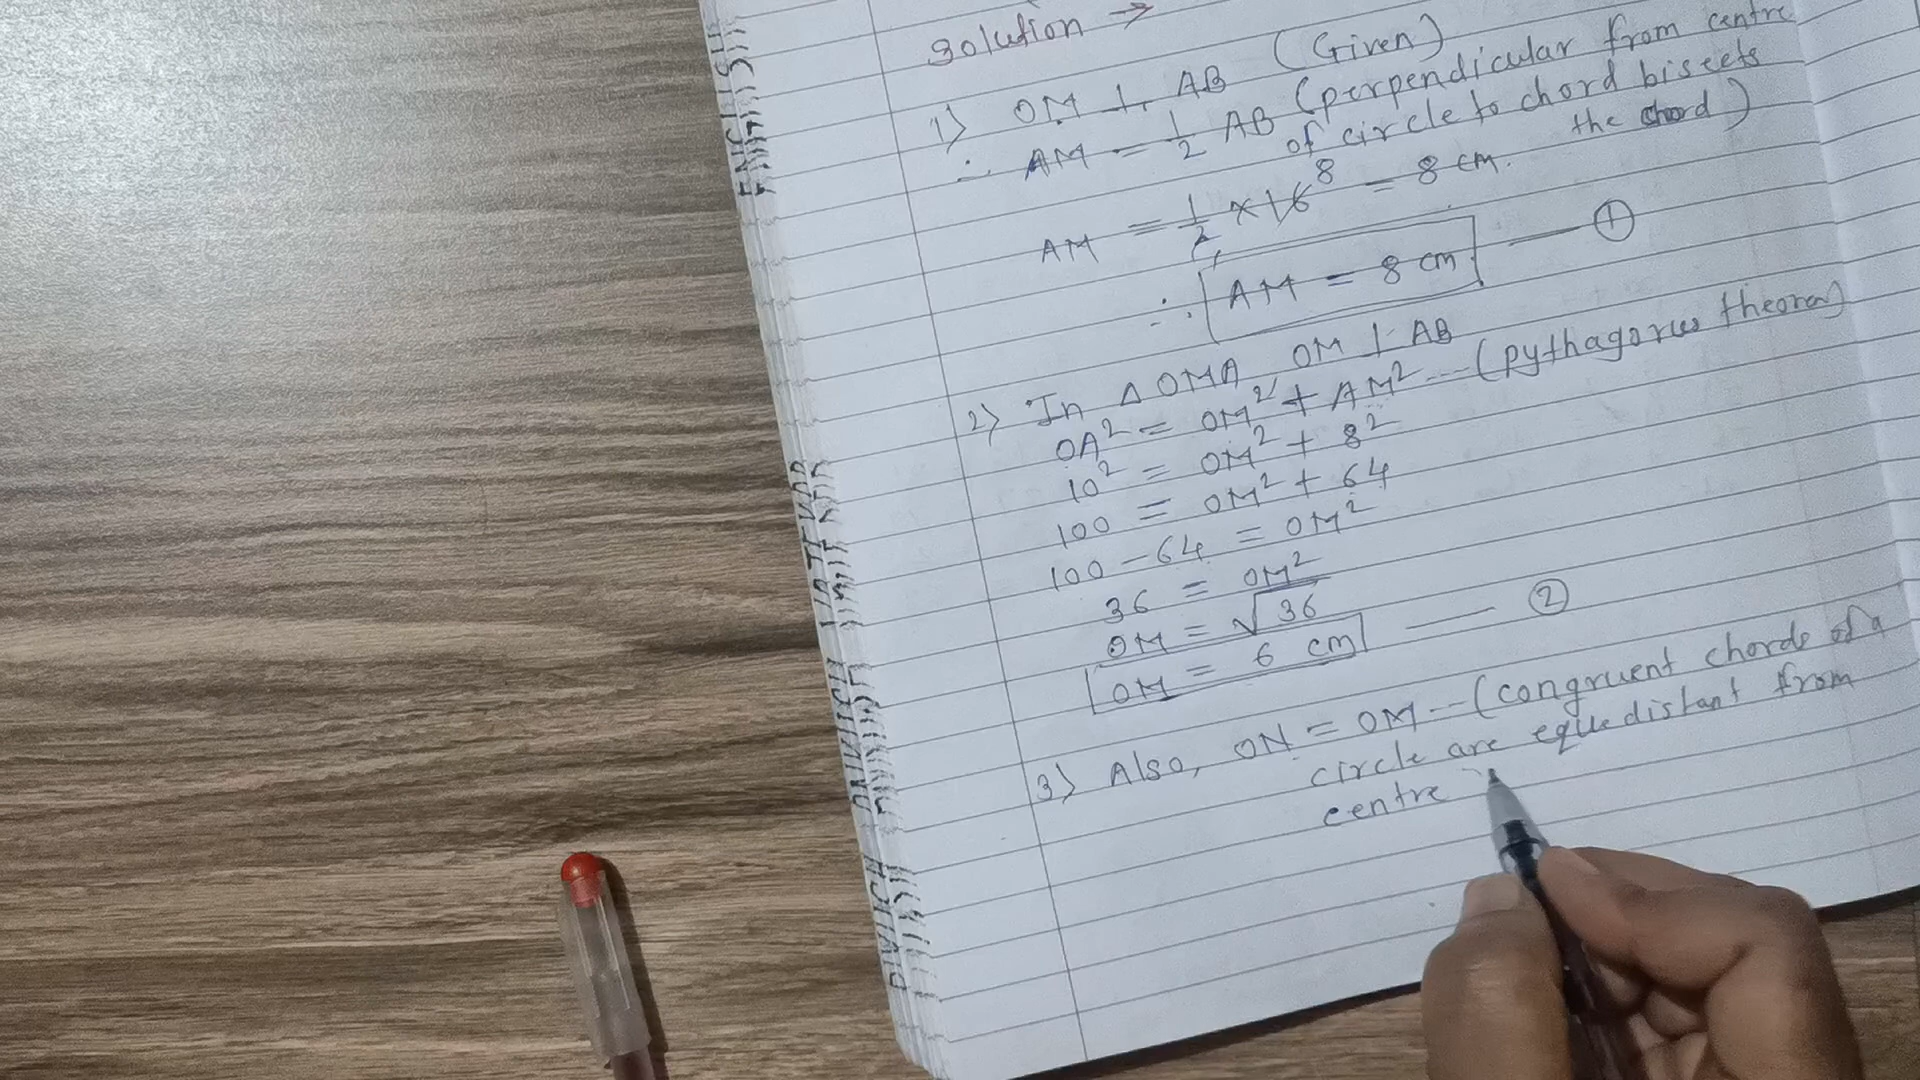 Solution →
1) OM ⊥ AB (Given)
∴ AM = 1/2 AB (perpendicular from centre
of circle to chord bisects
the chord)
AM = 1/2 × 16 8 = 8 cm.
∴ AM = 8 cm — ①
2) In △ OMA OM ⊥ AB
OA² = OM² + AM² --- (pythagorus theorem)
10² = OM² + 8²
100 = OM² + 64
100 - 64 = OM²
36 = OM²
OM = √36
OM = 6 cm — ②
3) Also, ON = OM -- (congruent chords of a
circle are equedistant from
centre